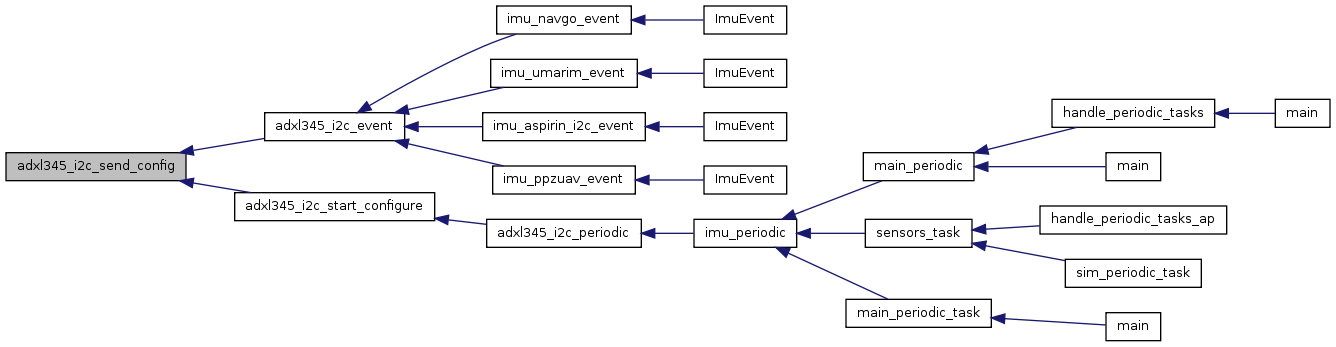 imu_navgo_event
ImuEvent
imu_umarim_event
ImuEvent
adxl345_i2c_event
imu_aspirin_i2c_event
ImuEvent
handle_periodic_tasks
main
adxl345_i2c_send_config
imu_ppzuav_event
ImuEvent
main_periodic
main
adxl345_i2c_start_configure
adxl345_i2c_periodic
imu_periodic
sensors_task
handle_periodic_tasks_ap
sim_periodic_task
main_periodic_task
main